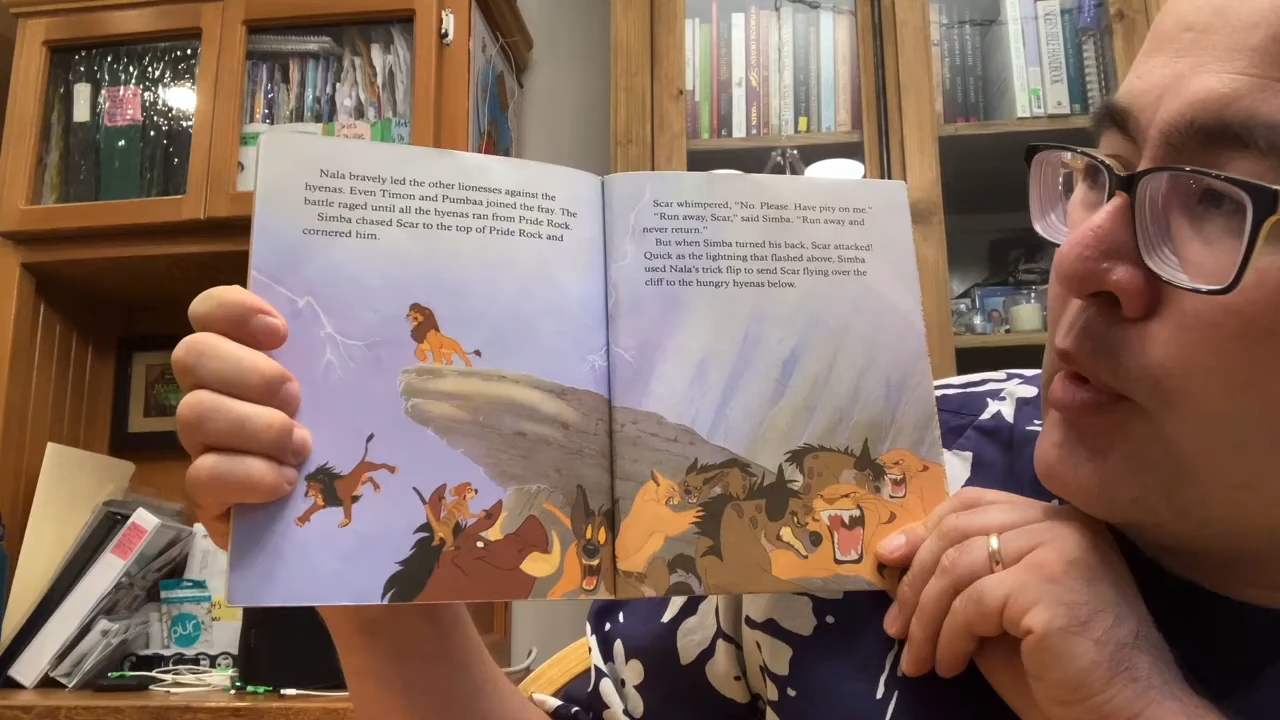 Nala bravely led the other lionesses against the
hyenas. Even Timon and Pumbaa joined the fray. The
battle raged until all the hyenas ran from Pride Rock.
Simba chased Scar to the top of Pride Rock and
cornered him.
Scar whimpered, “No. Please. Have pity on me.”
“Run away, Scar,” said Simba. “Run away and
never return.”
But when Simba turned his back, Scar attacked!
Quick as the lightning that flashed above, Simba
used Nala’s trick flip to send Scar flying over the
cliff to the hungry hyenas below.
pür